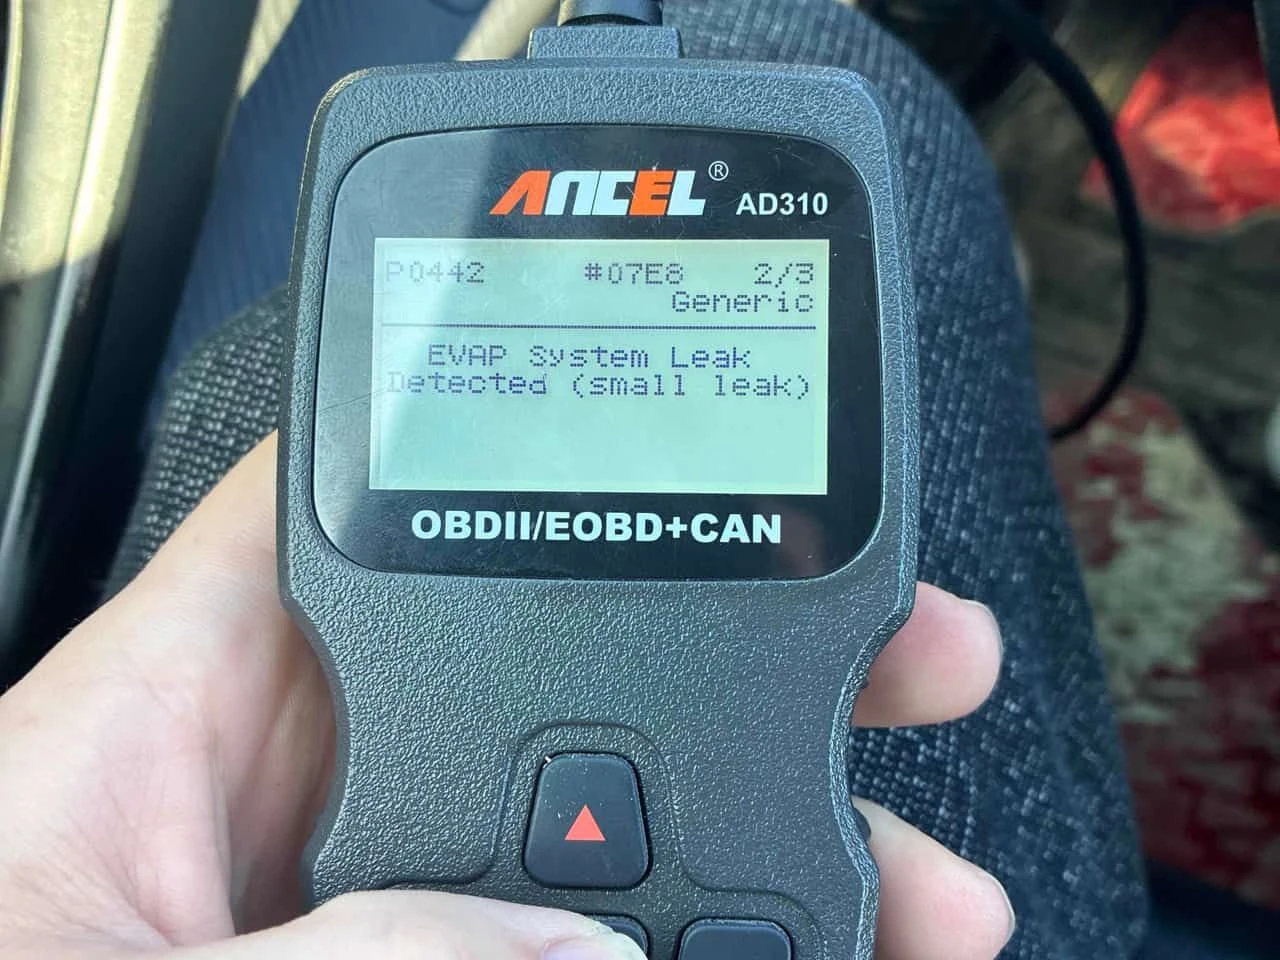 ANCEL ® AD310
P0442 #07E8 2/3
Generic
EVAP System Leak
Detected (small leak)
OBDII/EOBD+CAN